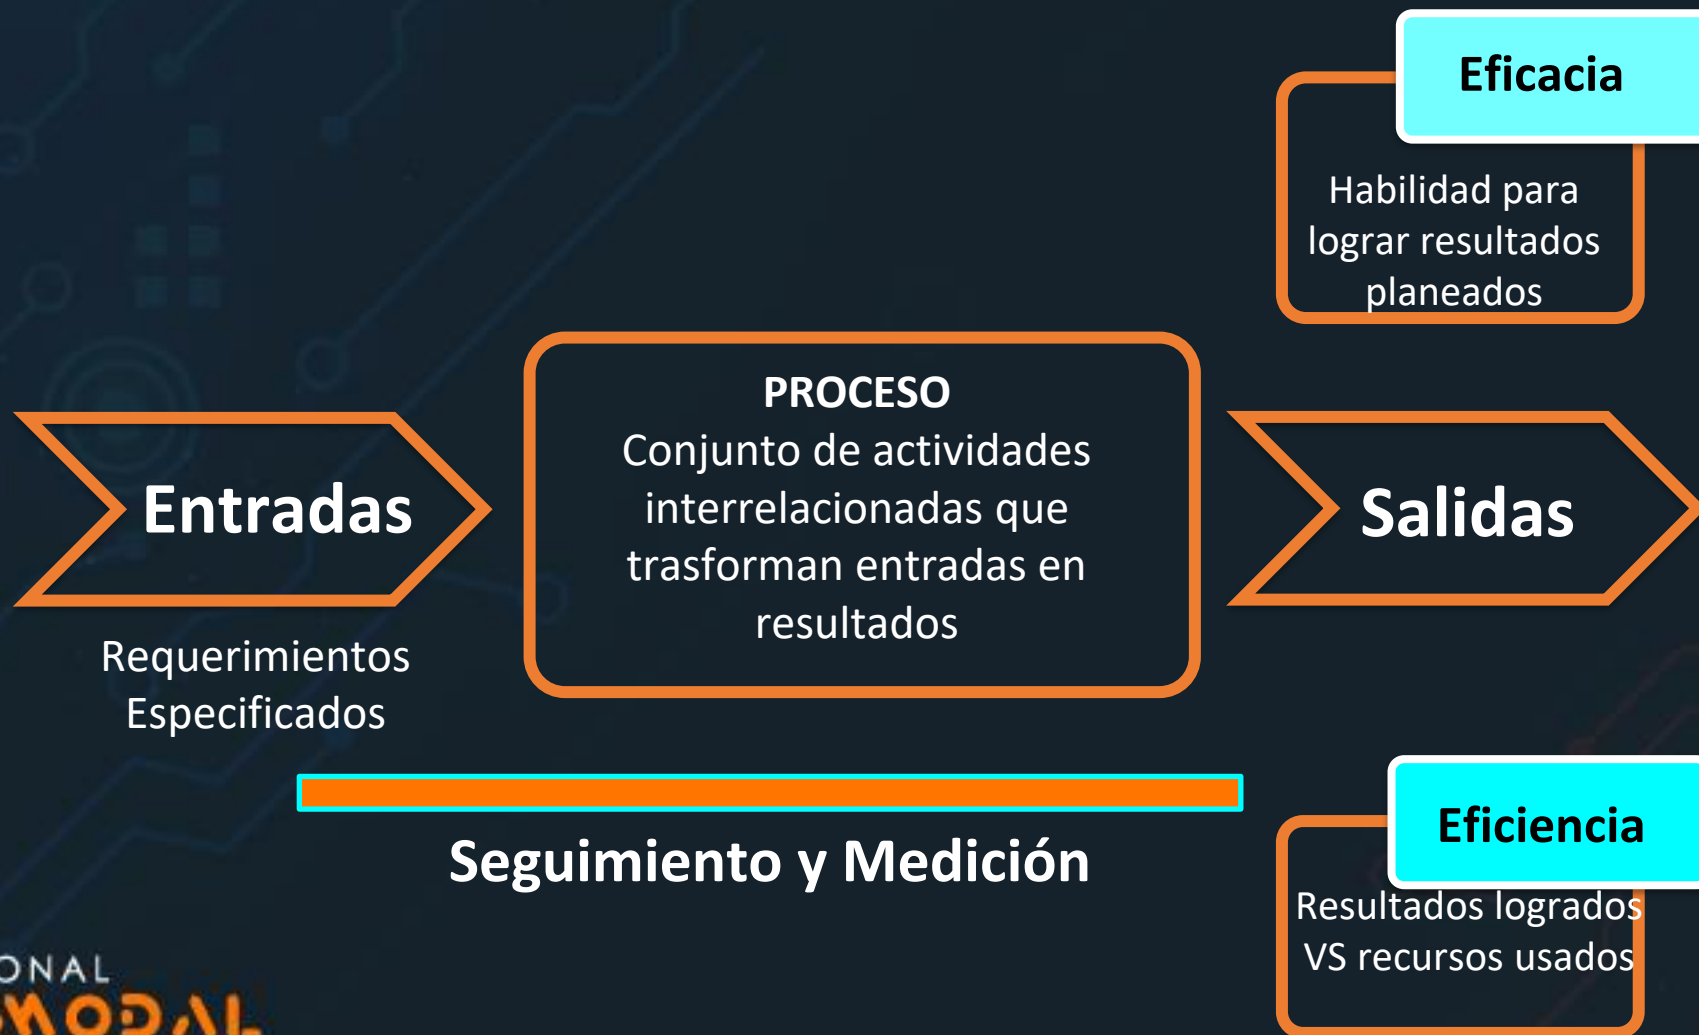 Eficacia
Habilidad para
lograr resultados
planeados
PROCESO
Conjunto de actividades
interrelacionadas que
trasforman entradas en
resultados
Entradas
Salidas
Requerimientos
Especificados
Seguimiento y Medición
Eficiencia
Resultados logrados
VS recursos usados